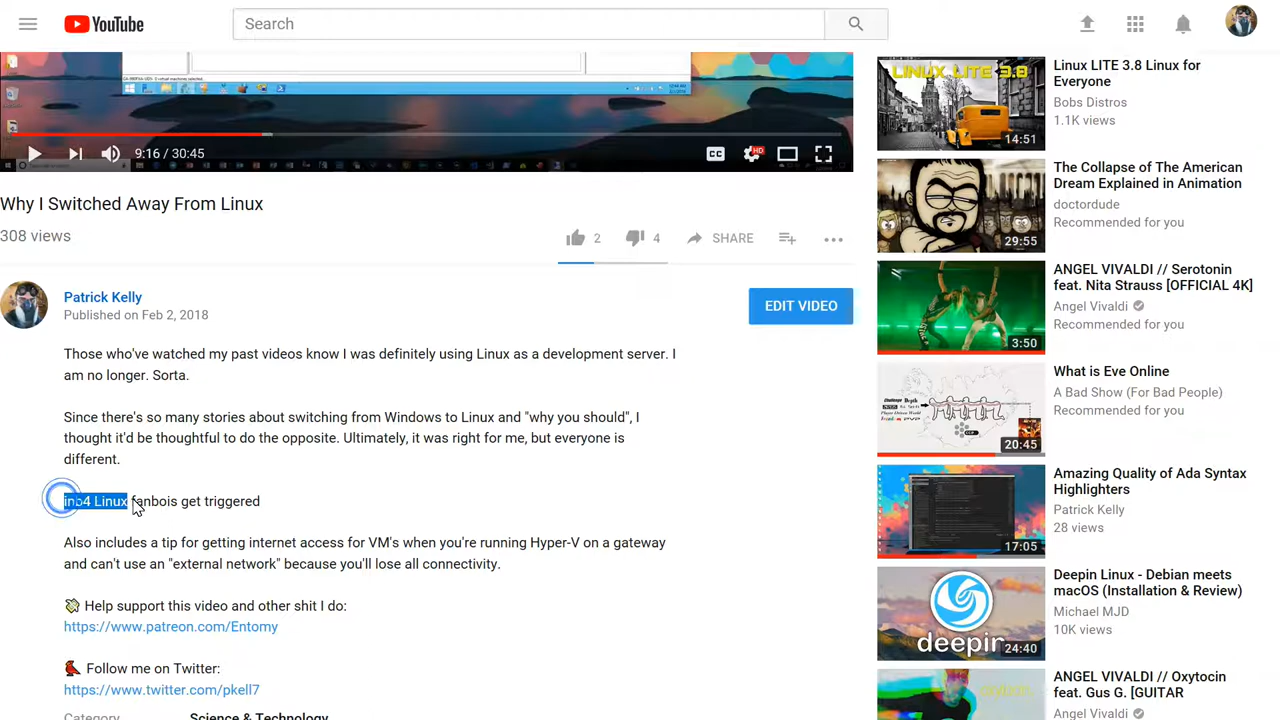 YouTube
Search
9:16 / 30:45
CC
HD
Why I Switched Away From Linux
308 views
2
4
SHARE
Patrick Kelly
Published on Feb 2, 2018
EDIT VIDEO
Those who've watched my past videos know I was definitely using Linux as a development server. I
am no longer. Sorta.
Since there's so many stories about switching from Windows to Linux and "why you should", I
thought it'd be thoughtful to do the opposite. Ultimately, it was right for me, but everyone is
different.
inb4 Linux fanbois get triggered
Also includes a tip for getting internet access for VM's when you're running Hyper-V on a gateway
and can't use an "external network" because you'll lose all connectivity.
Help support this video and other shit I do:
https://www.patreon.com/Entomy
Follow me on Twitter:
https://www.twitter.com/pkell7
Category
Science & Technology
LINUX LITE 3.8
14:51
Linux LITE 3.8 Linux for
Everyone
Bobs Distros
1.1K views
29:55
The Collapse of The American
Dream Explained in Animation
doctordude
Recommended for you
3:50
ANGEL VIVALDI // Serotonin
feat. Nita Strauss [OFFICIAL 4K]
Angel Vivaldi
Recommended for you
20:45
What is Eve Online
A Bad Show (For Bad People)
Recommended for you
17:05
Amazing Quality of Ada Syntax
Highlighters
Patrick Kelly
28 views
deepin
24:40
Deepin Linux - Debian meets
macOS (Installation & Review)
Michael MJD
10K views
ANGEL VIVALDI // Oxytocin
feat. Gus G. [GUITAR
Angel Vivaldi